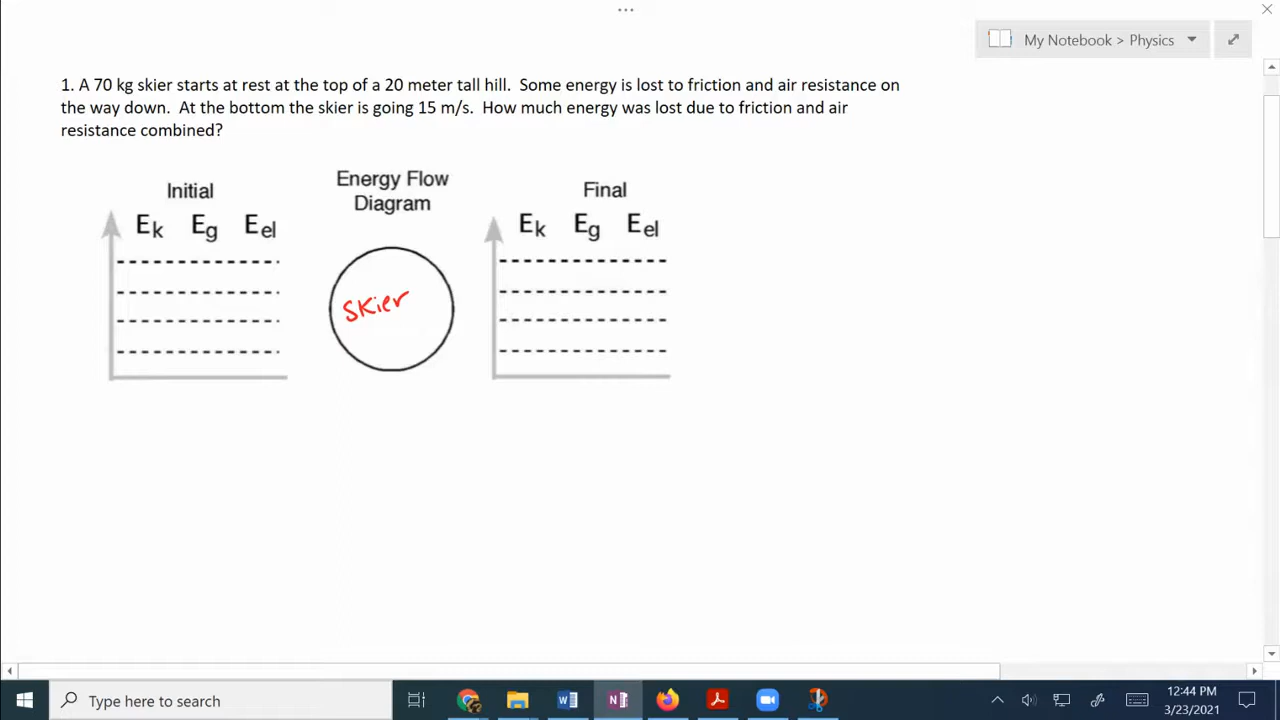 My Notebook > Physics
1. A 70 kg skier starts at rest at the top of a 20 meter tall hill.  Some energy is lost to friction and air resistance on
the way down.  At the bottom the skier is going 15 m/s.  How much energy was lost due to friction and air
resistance combined?
Initial
Ek Eg Eel
Energy Flow
Diagram
skier
Final
Ek Eg Eel
Type here to search
12:44 PM
3/23/2021